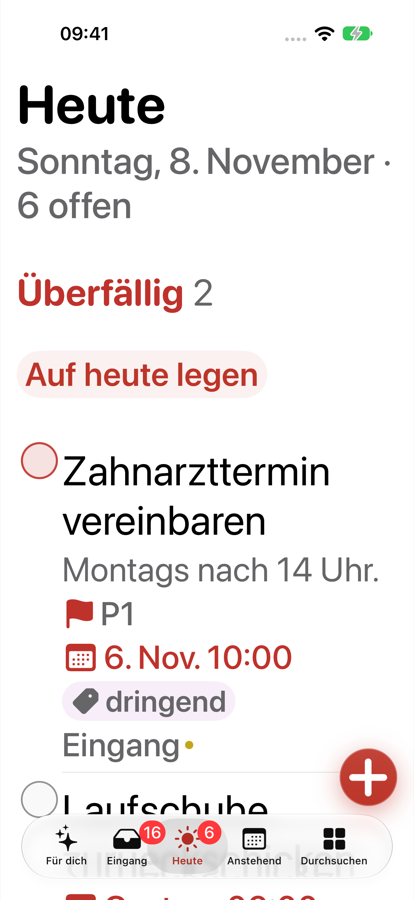 09:41
Heute
Sonntag, 8. November ·
6 offen
Überfällig 2
Auf heute legen
Zahnarzttermin
vereinbaren
Montags nach 14 Uhr.
P1
6. Nov. 10:00
dringend
Eingang
Laufschuhe
16
6
Für dich
Eingang
Heute
Anstehend
Durchsuchen